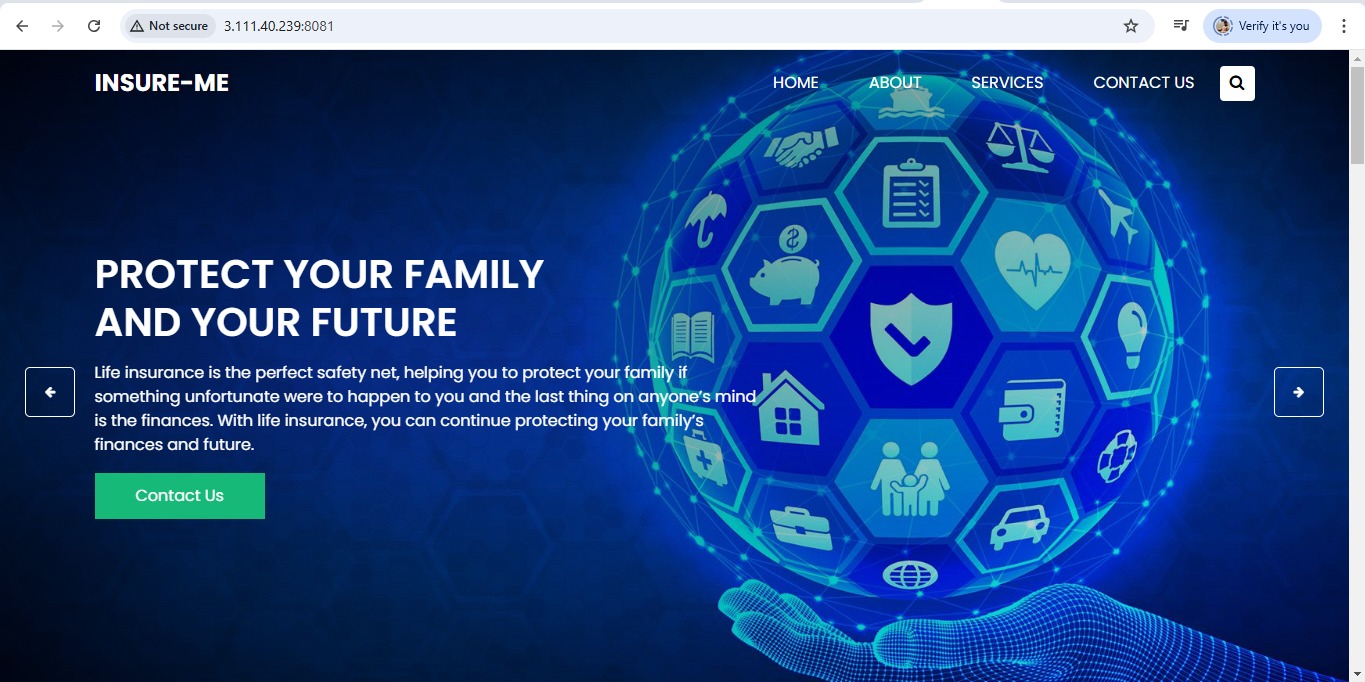 Not secure 3.111.40.239:8081 Verify it's you
INSURE-ME HOME ABOUT SERVICES CONTACT US
PROTECT YOUR FAMILY
AND YOUR FUTURE
Life insurance is the perfect safety net, helping you to protect your family if
something unfortunate were to happen to you and the last thing on anyone’s mind
is the finances. With life insurance, you can continue protecting your family’s
finances and future.
Contact Us